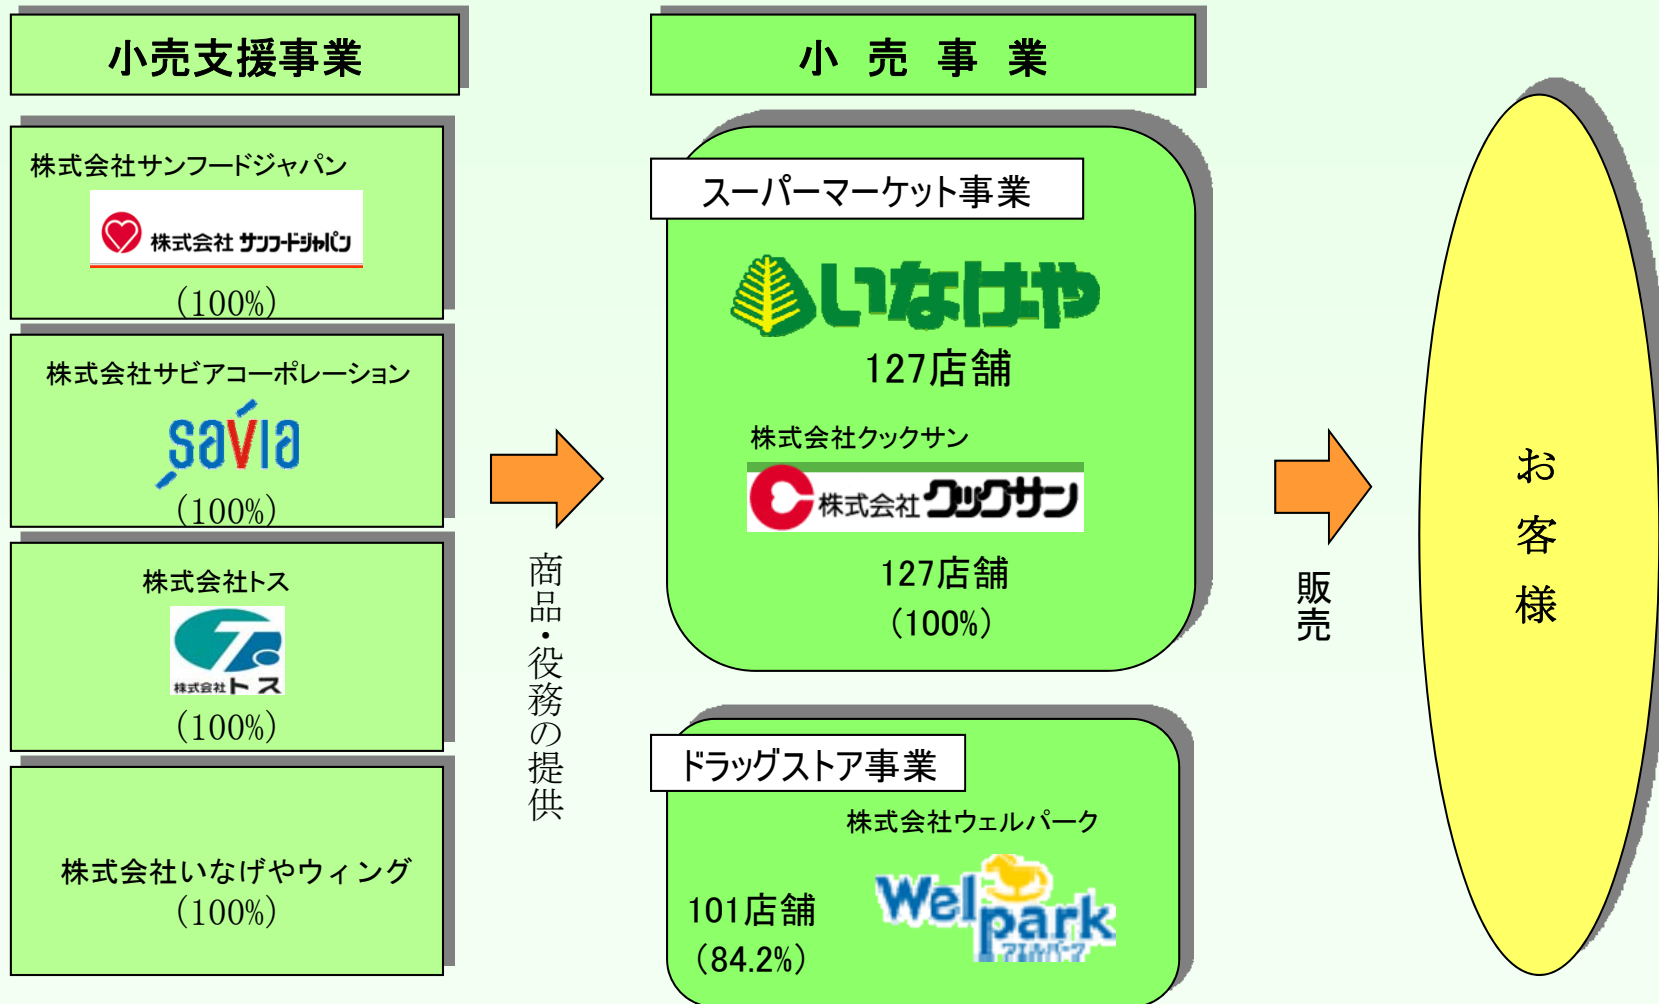 小売支援事業
株式会社サンフードジャパン
株式会社 サンフードジャパン
(100%)
株式会社サビアコーポレーション
savia
(100%)
株式会社トス
株式会社トス
(100%)
株式会社いなげやウィング
(100%)
商品・役務の提供
小売事業
スーパーマーケット事業
いなげや
127店舗
株式会社クックサン
株式会社クックサン
127店舗
(100%)
ドラッグストア事業
株式会社ウェルパーク
Welpark
ウェルパーク
101店舗
(84.2%)
販売
お客様